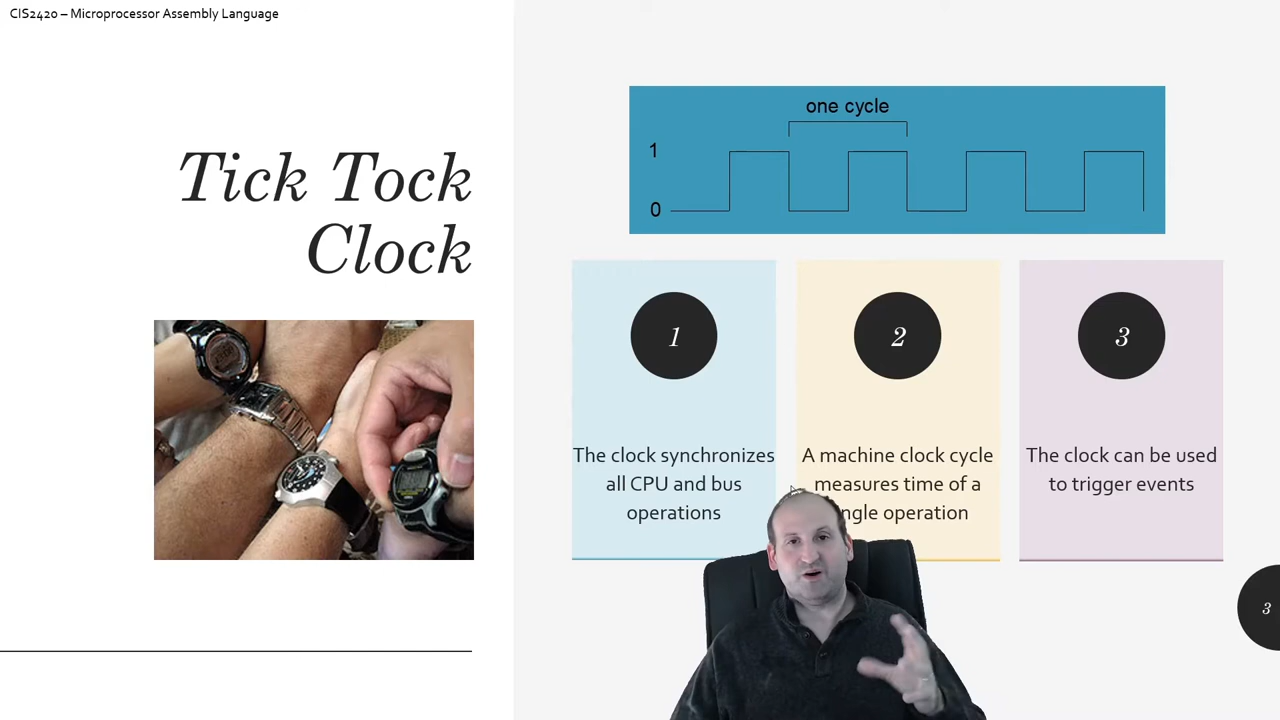 CIS2420 – Microprocessor Assembly Language
Tick Tock
Clock
one cycle
1
0
1
The clock synchronizes
all CPU and bus
operations
2
A machine clock cycle
measures time of a
operation
3
The clock can be used
to trigger events
3